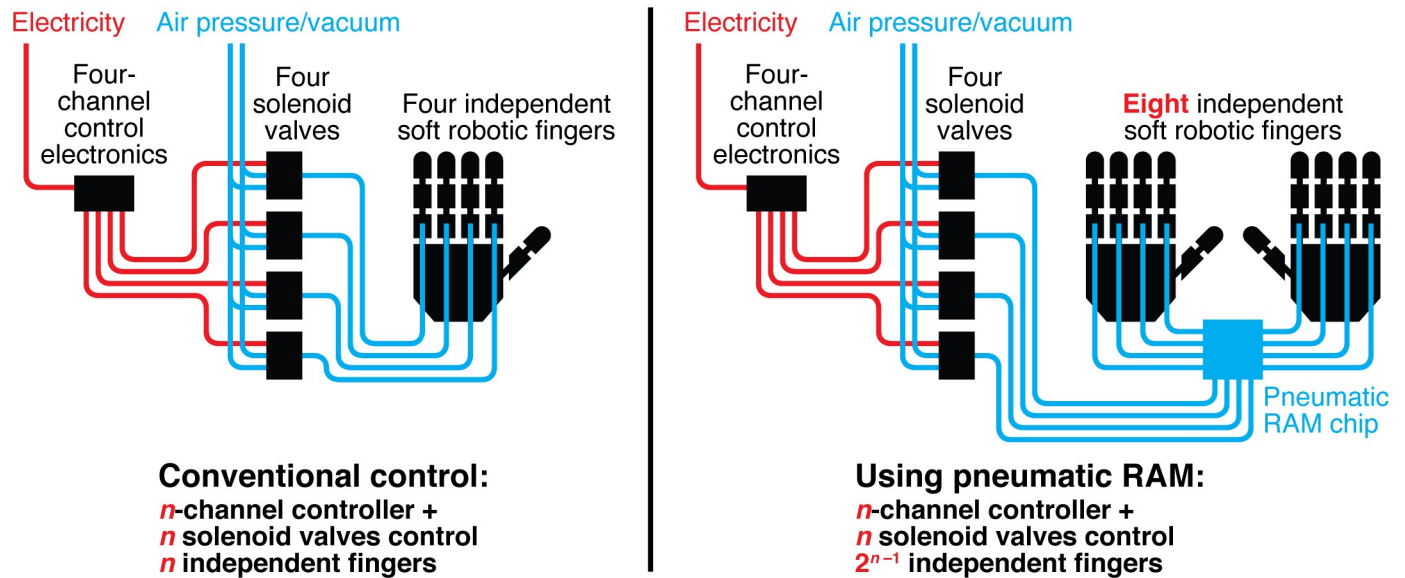 Electricity
Air pressure/vacuum
Four-
channel
control
electronics
Four
solenoid
valves
Four independent
soft robotic fingers
Conventional control:
n-channel controller +
n solenoid valves control
n independent fingers
Electricity
Air pressure/vacuum
Four-
channel
control
electronics
Four
solenoid
valves
Eight independent
soft robotic fingers
Pneumatic
RAM chip
Using pneumatic RAM:
n-channel controller +
n solenoid valves control
2ⁿ⁻¹ independent fingers